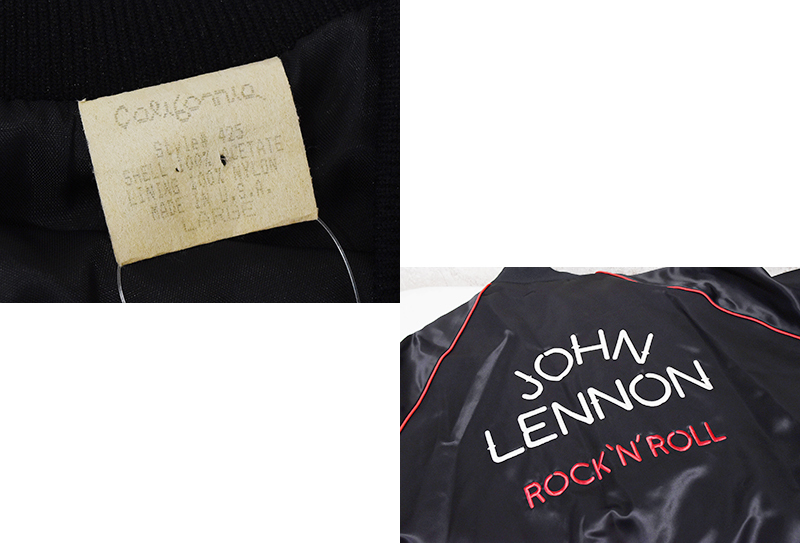 California
Style# 425
SHELL 100% ACETATE
LINING 100% NYLON
MADE IN U.S.A.
LARGE
JOHN
LENNON
ROCK'N'ROLL